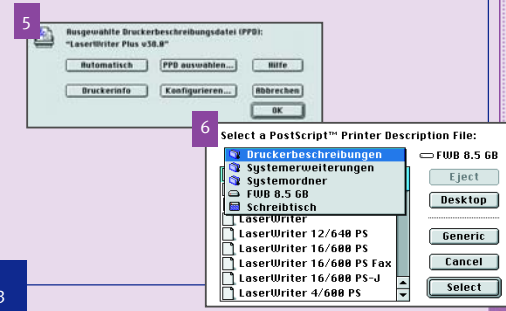 5
Ausgewählte Druckerbeschreibungsdatei (PPD):
"LaserWriter Plus v38.0"
Automatisch PPD auswählen... Hilfe
Druckerinfo Konfigurieren... Abbrechen
OK
6
Select a PostScript™ Printer Description File:
Druckerbeschreibungen
Systemerweiterungen
Systemordner
FWB 8.5 GB
Schreibtisch
LaserWriter
LaserWriter 12/640 PS
LaserWriter 16/600 PS
LaserWriter 16/600 PS Fax
LaserWriter 16/600 PS-J
LaserWriter 4/600 PS
FWB 8.5 GB
Eject
Desktop
Generic
Cancel
Select